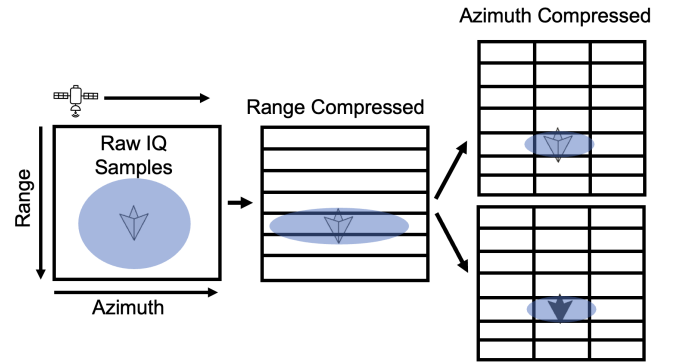 Azimuth Compressed
Range Compressed
Raw IQ
Samples
Range
Azimuth